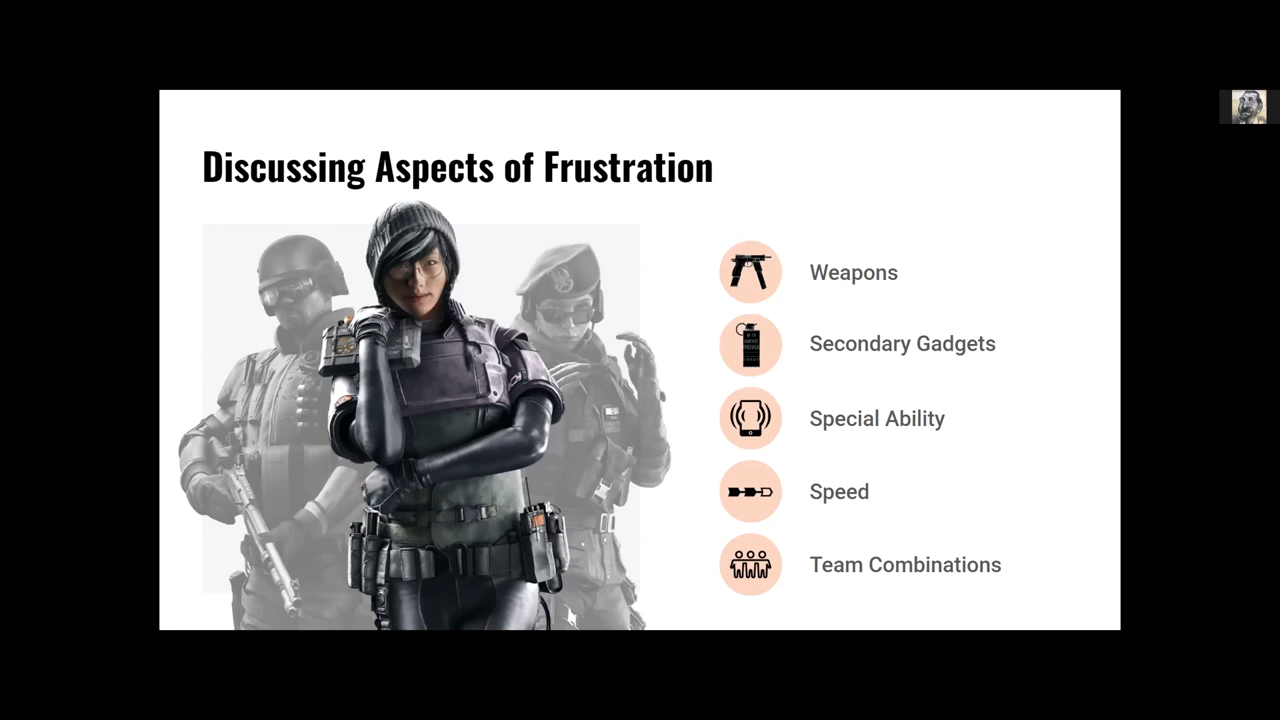 Discussing Aspects of Frustration
Weapons
Secondary Gadgets
Special Ability
Speed
Team Combinations